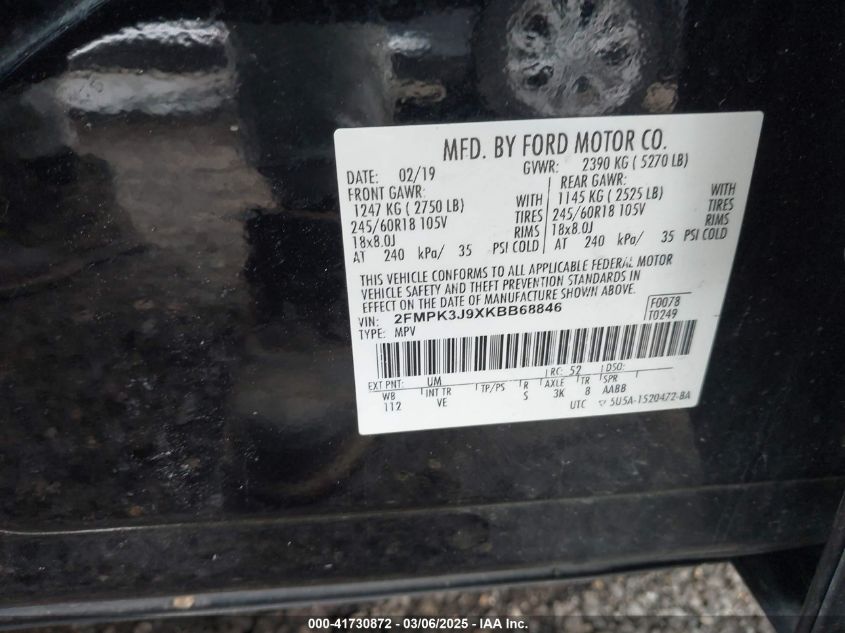 MFD. BY FORD MOTOR CO.
DATE: 02/19 GVWR: 2390 KG ( 5270 LB)
FRONT GAWR: REAR GAWR:
1247 KG ( 2750 LB) WITH 1145 KG ( 2525 LB) WITH
245/60R18 105V TIRES 245/60R18 105V TIRES
18x8.0J RIMS 18x8.0J RIMS
AT 240 kPa/ 35 PSI COLD AT 240 kPa/ 35 PSI COLD
THIS VEHICLE CONFORMS TO ALL APPLICABLE FEDERAL MOTOR
VEHICLE SAFETY AND THEFT PREVENTION STANDARDS IN
EFFECT ON THE DATE OF MANUFACTURE SHOWN ABOVE.
VIN: 2FMPK3J9XKBB68846 F0078
TYPE: MPV T0249
EXT PNT: UM RC: 52 DSO:
WB INT TR TP/PS R AXLE TR SPR
112 VE S 3K 8 AABB
UTC ▽ 5U5A-1520472-BA
000-41730872 — 03/06/2025 - IAA Inc.